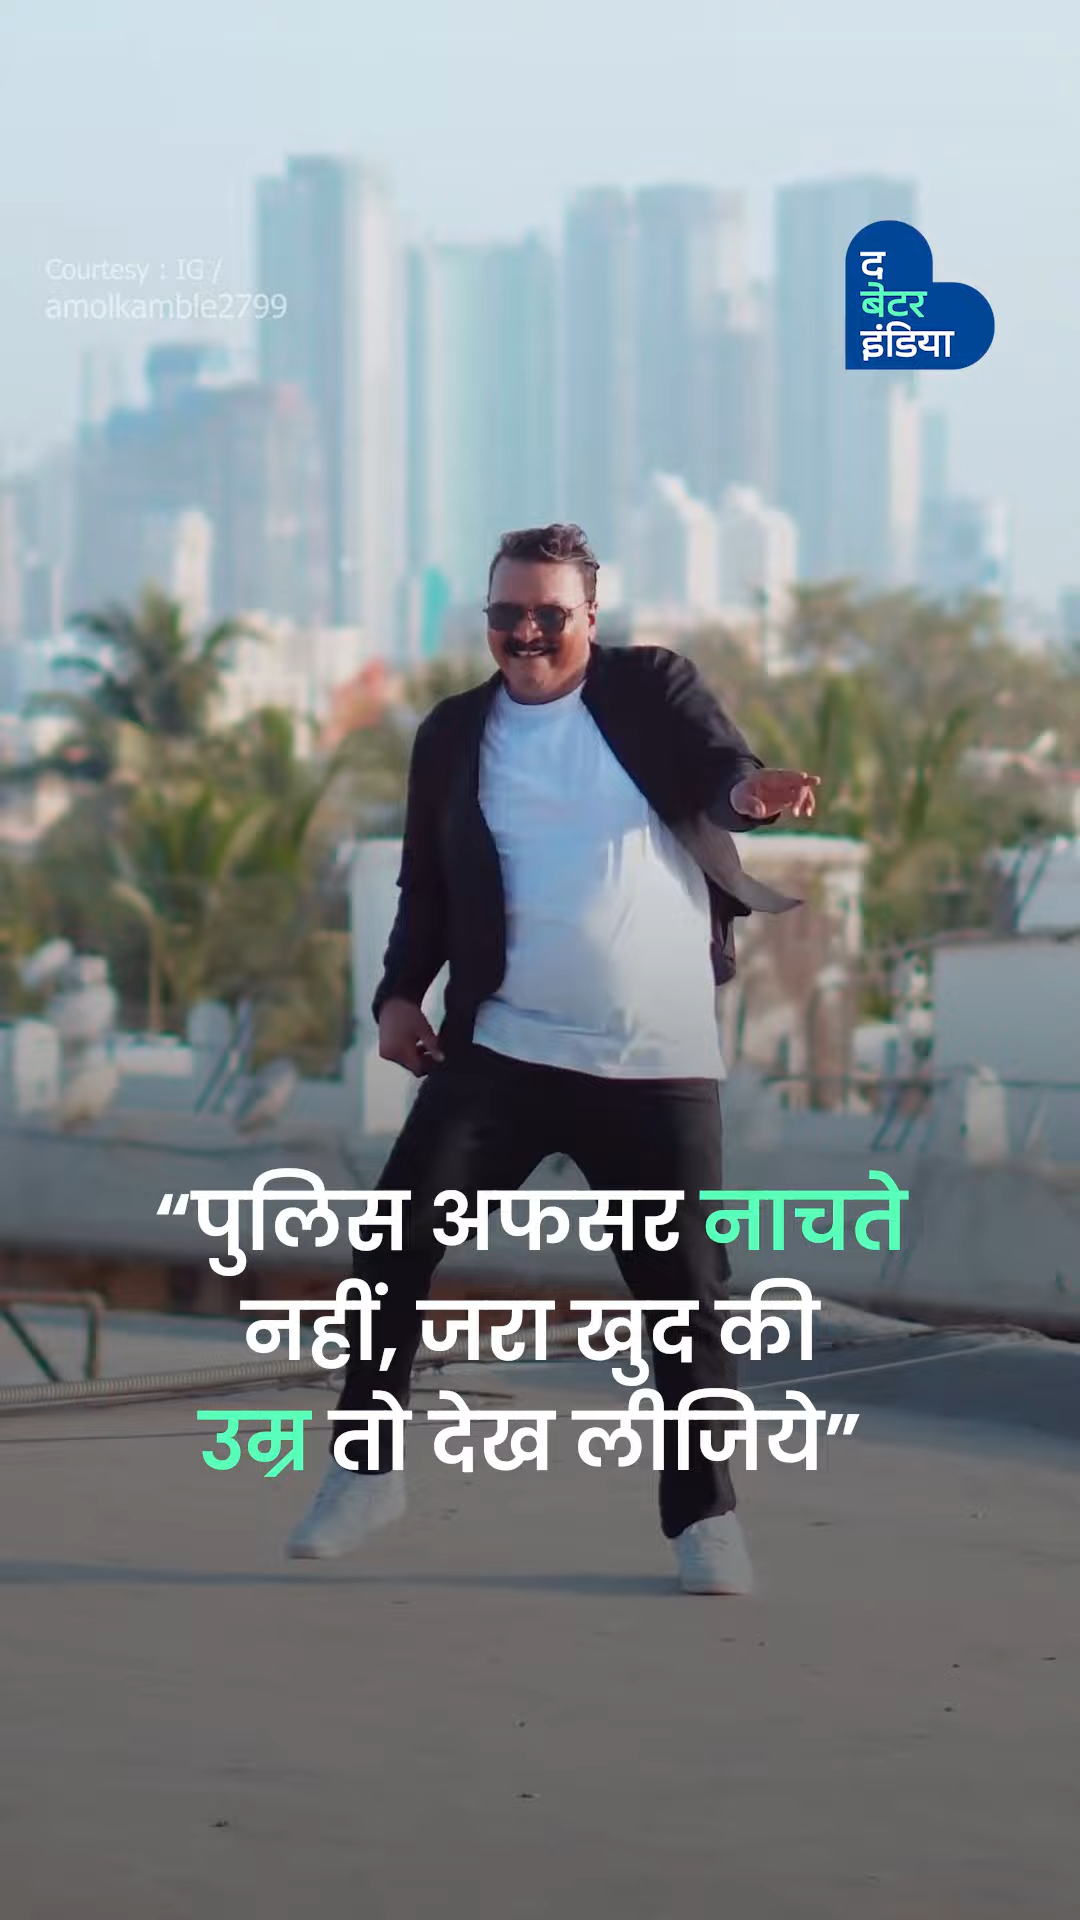 Courtesy : IG /
amolkamble2799
द
बेटर
इंडिया
“पुलिस अफसर नाचते
नहीं, जरा खुद की
उम्र तो देख लीजिये”